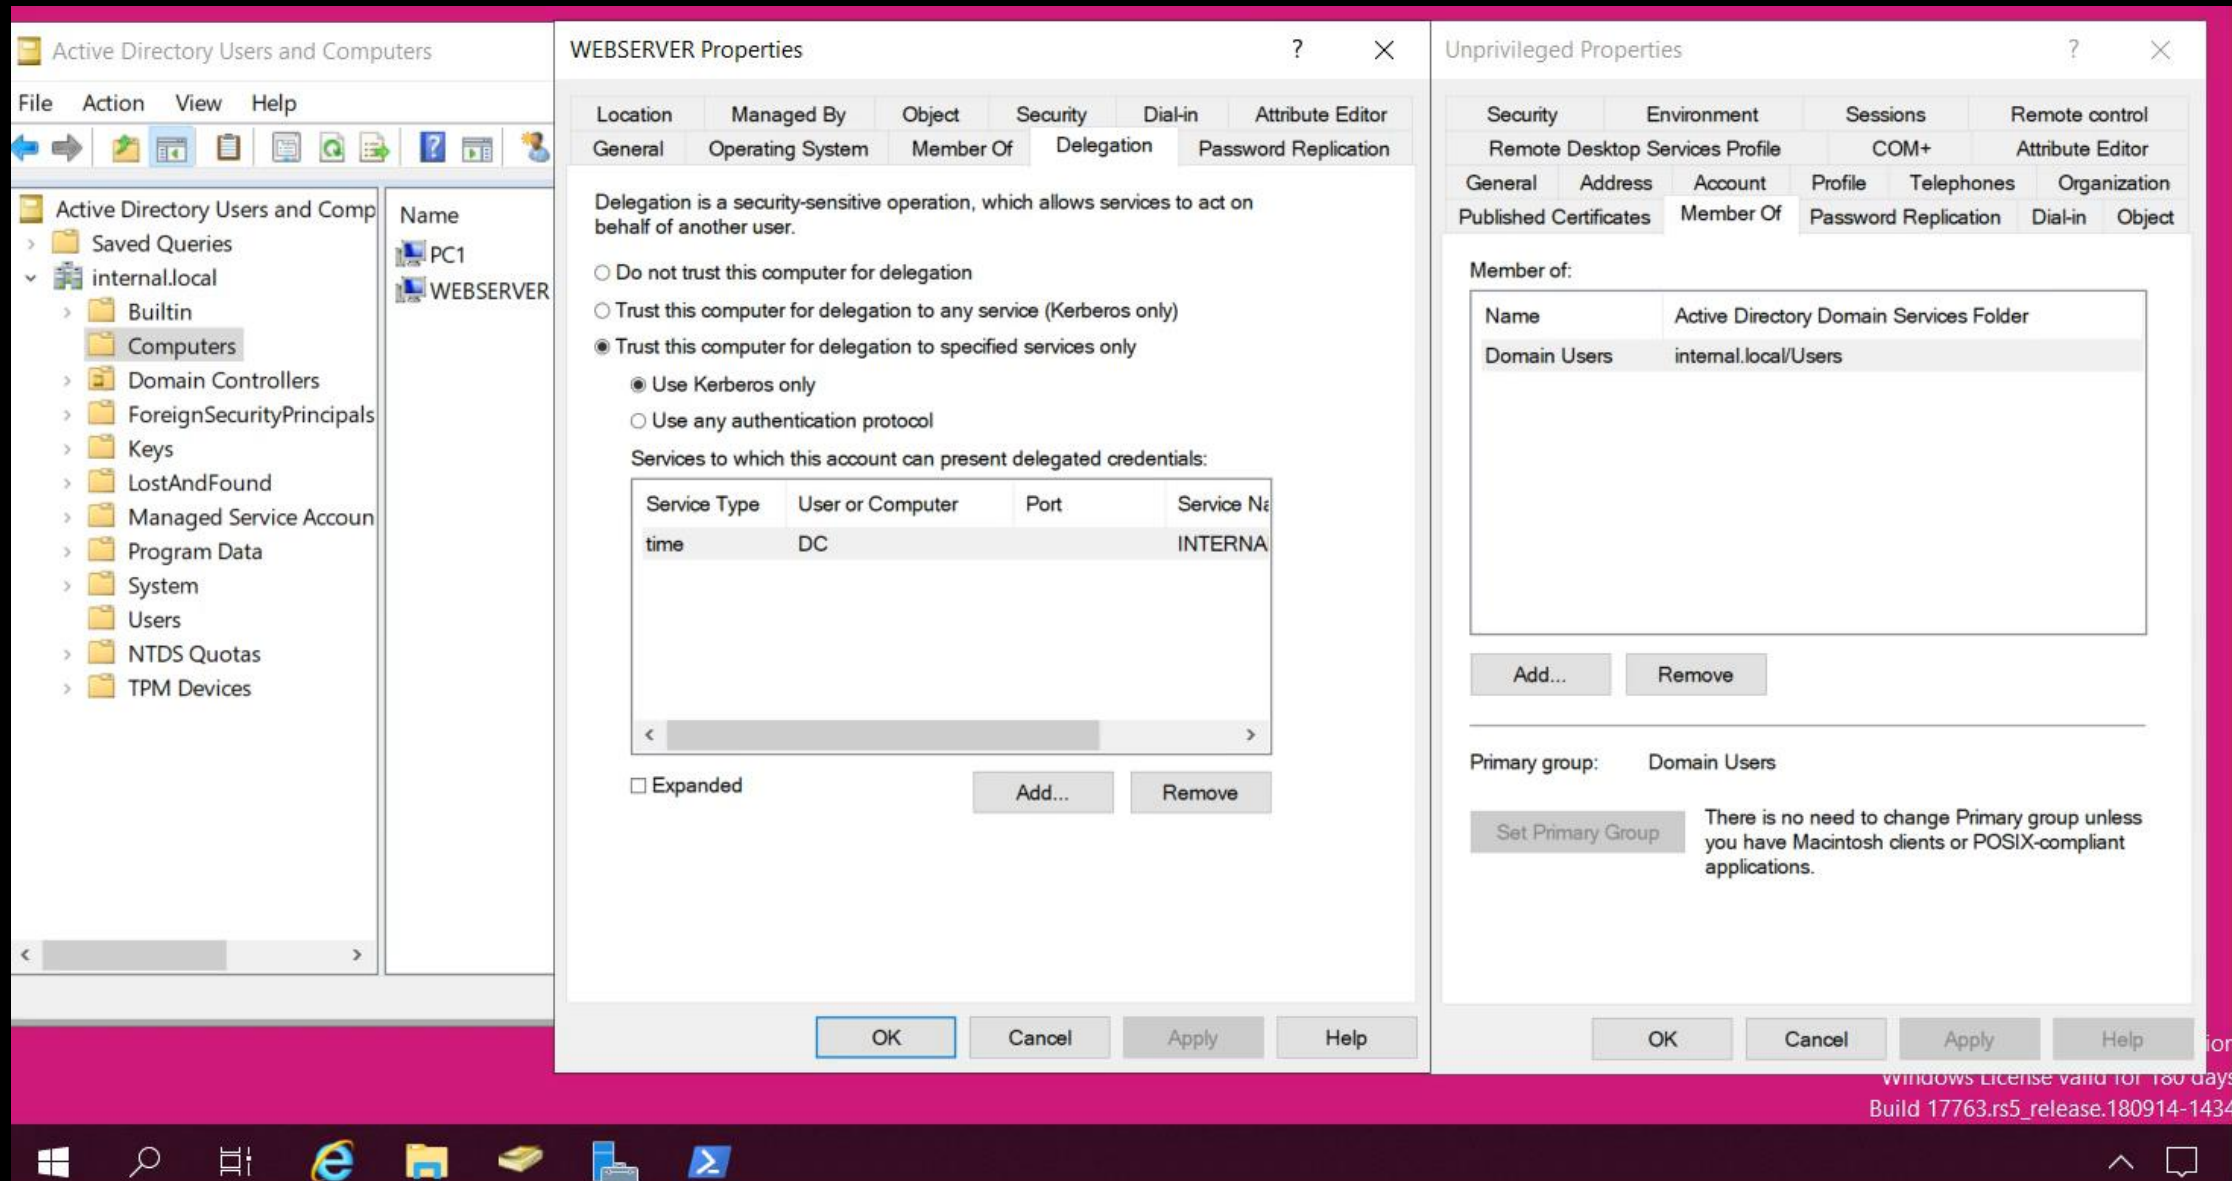 Active Directory Users and Computers
File Action View Help
Active Directory Users and Comp
Saved Queries
internal.local
Builtin
Computers
Domain Controllers
ForeignSecurityPrincipals
Keys
LostAndFound
Managed Service Accoun
Program Data
System
Users
NTDS Quotas
TPM Devices
Name
PC1
WEBSERVER
WEBSERVER Properties
Location Managed By Object Security Dial-in Attribute Editor
General Operating System Member Of Delegation Password Replication
Delegation is a security-sensitive operation, which allows services to act on
behalf of another user.
Do not trust this computer for delegation
Trust this computer for delegation to any service (Kerberos only)
Trust this computer for delegation to specified services only
Use Kerberos only
Use any authentication protocol
Services to which this account can present delegated credentials:
Service Type User or Computer Port Service Na
time DC INTERNA
Expanded
Add... Remove
OK Cancel Apply Help
Unprivileged Properties
Security Environment Sessions Remote control
Remote Desktop Services Profile COM+ Attribute Editor
General Address Account Profile Telephones Organization
Published Certificates Member Of Password Replication Dial-in Object
Member of:
Name Active Directory Domain Services Folder
Domain Users internal.local/Users
Add... Remove
Primary group: Domain Users
Set Primary Group
There is no need to change Primary group unless
you have Macintosh clients or POSIX-compliant
applications.
OK Cancel Apply Help
ion
Windows License valid for 180 days
Build 17763.rs5_release.180914-1434